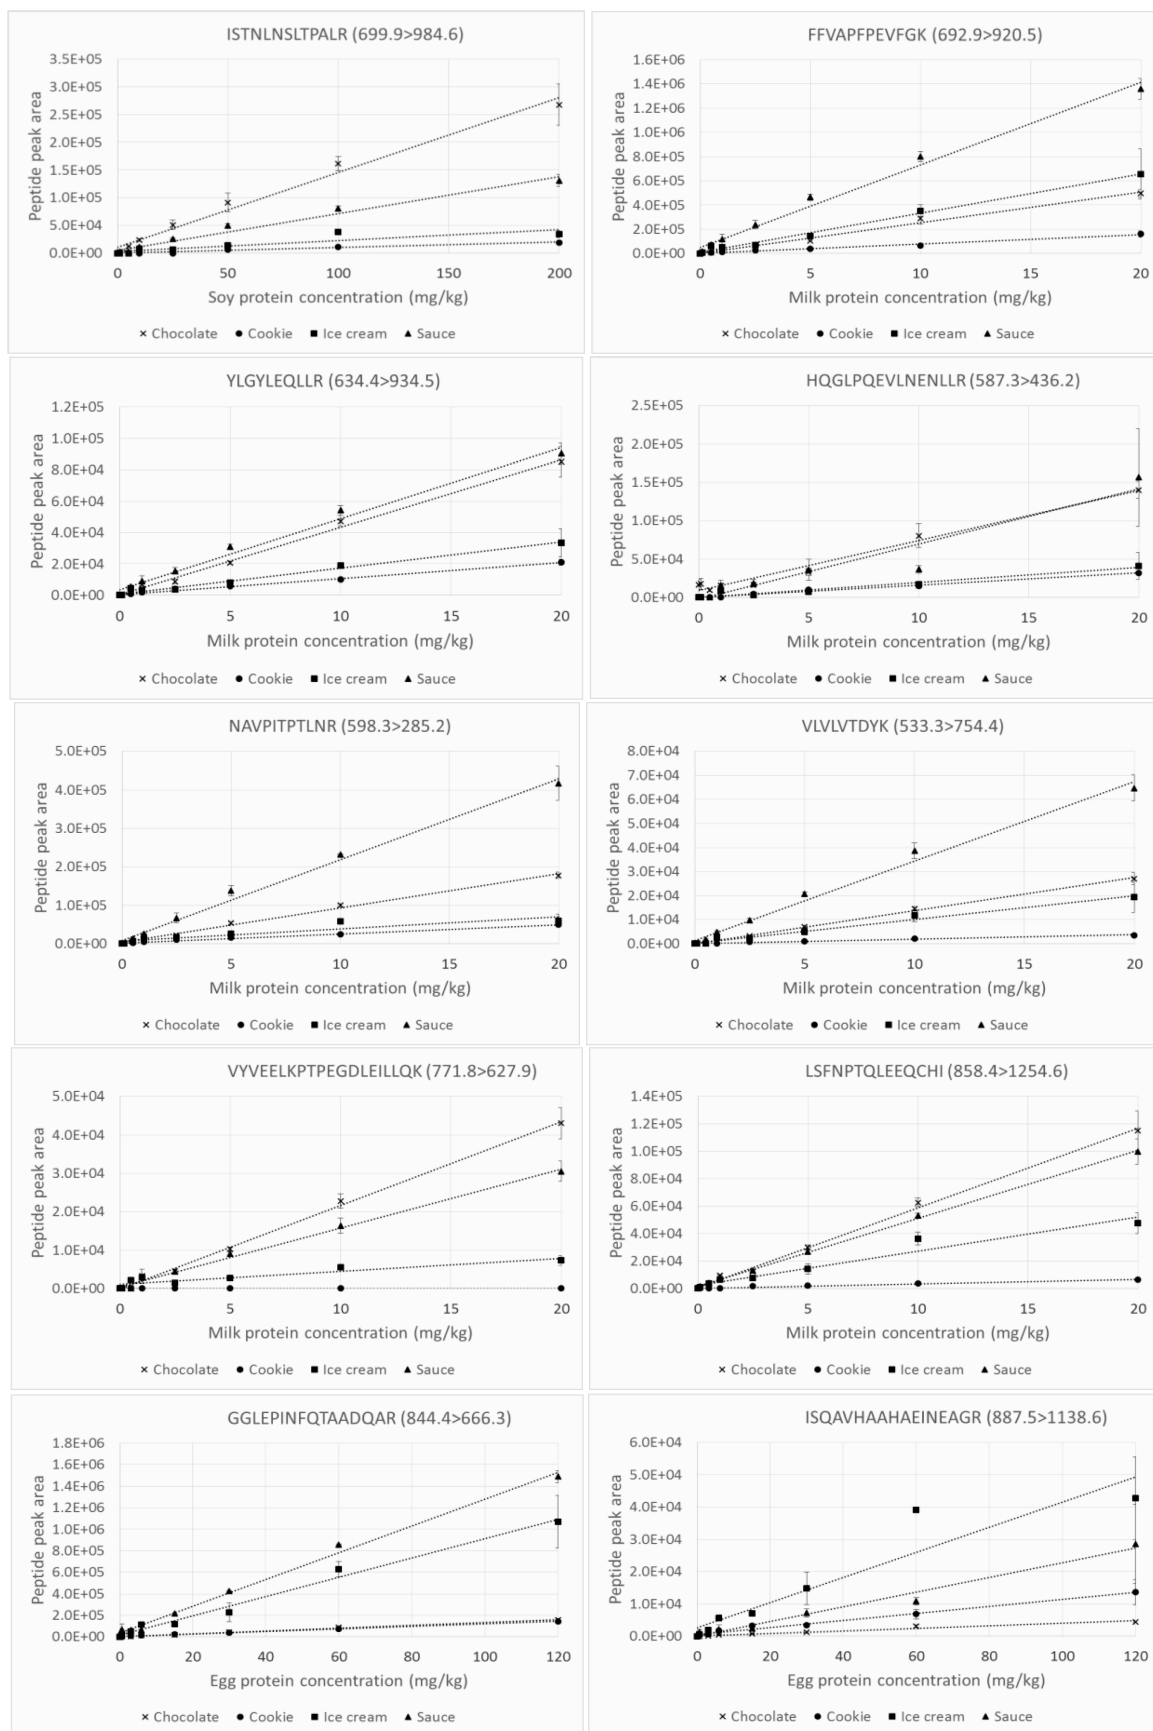 ISTNLNSLTPALR (699.9>984.6)
Peptide peak area
3.5E+05
3.0E+05
2.5E+05
2.0E+05
1.5E+05
1.0E+05
5.0E+04
0.0E+00
0 50 100 150 200
Soy protein concentration (mg/kg)
× Chocolate ● Cookie ■ Ice cream ▲ Sauce
FFVAPFPEVFGK (692.9>920.5)
Peptide peak area
1.6E+06
1.4E+06
1.2E+06
1.0E+06
8.0E+05
6.0E+05
4.0E+05
2.0E+05
0.0E+00
0 5 10 15 20
Milk protein concentration (mg/kg)
× Chocolate ● Cookie ■ Ice cream ▲ Sauce
YLGYLEQLLR (634.4>934.5)
Peptide peak area
1.2E+05
1.0E+05
8.0E+04
6.0E+04
4.0E+04
2.0E+04
0.0E+00
0 5 10 15 20
Milk protein concentration (mg/kg)
× Chocolate ● Cookie ■ Ice cream ▲ Sauce
HQGLPQEVLNENLLR (587.3>436.2)
Peptide peak area
2.5E+05
2.0E+05
1.5E+05
1.0E+05
5.0E+04
0.0E+00
0 5 10 15 20
Milk protein concentration (mg/kg)
× Chocolate ● Cookie ■ Ice cream ▲ Sauce
NAVPITPTLNR (598.3>285.2)
Peptide peak area
5.0E+05
4.0E+05
3.0E+05
2.0E+05
1.0E+05
0.0E+00
0 5 10 15 20
Milk protein concentration (mg/kg)
× Chocolate ● Cookie ■ Ice cream ▲ Sauce
VLVLVTDYK (533.3>754.4)
Peptide peak area
8.0E+04
7.0E+04
6.0E+04
5.0E+04
4.0E+04
3.0E+04
2.0E+04
1.0E+04
0.0E+00
0 5 10 15 20
Milk protein concentration (mg/kg)
× Chocolate ● Cookie ■ Ice cream ▲ Sauce
VYVEELKPTPEGDLEILLQK (771.8>627.9)
Peptide peak area
5.0E+04
4.0E+04
3.0E+04
2.0E+04
1.0E+04
0.0E+00
0 5 10 15 20
Milk protein concentration (mg/kg)
× Chocolate ● Cookie ■ Ice cream ▲ Sauce
LSFNPTQLEEQCHI (858.4>1254.6)
Peptide peak area
1.4E+05
1.2E+05
1.0E+05
8.0E+04
6.0E+04
4.0E+04
2.0E+04
0.0E+00
0 5 10 15 20
Milk protein concentration (mg/kg)
× Chocolate ● Cookie ■ Ice cream ▲ Sauce
GGLEPINFQTAADQAR (844.4>666.3)
Peptide peak area
1.8E+06
1.6E+06
1.4E+06
1.2E+06
1.0E+06
8.0E+05
6.0E+05
4.0E+05
2.0E+05
0.0E+00
0 20 40 60 80 100 120
Egg protein concentration (mg/kg)
× Chocolate ● Cookie ■ Ice cream ▲ Sauce
ISQAVHAAHAEINEAGR (887.5>1138.6)
Peptide peak area
6.0E+04
5.0E+04
4.0E+04
3.0E+04
2.0E+04
1.0E+04
0.0E+00
0 20 40 60 80 100 120
Egg protein concentration (mg/kg)
× Chocolate ● Cookie ■ Ice cream ▲ Sauce